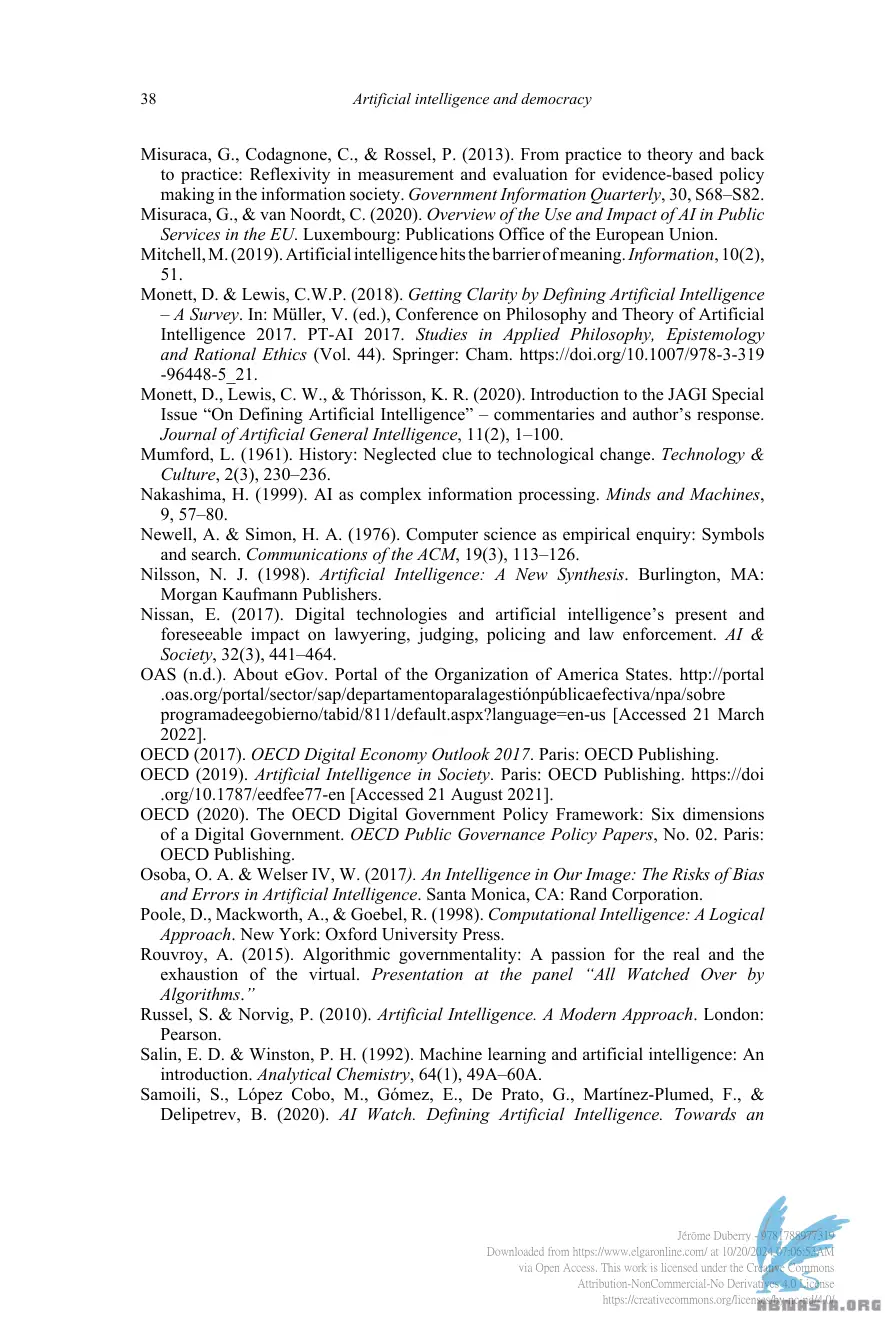 38 Artificial intelligence and democracy
Misuraca, G., Codagnone, C., & Rossel, P. (2013). From practice to theory and back
to practice: Reflexivity in measurement and evaluation for evidence-based policy
making in the information society. Government Information Quarterly, 30, S68–S82.
Misuraca, G., & van Noordt, C. (2020). Overview of the Use and Impact of AI in Public
Services in the EU. Luxembourg: Publications Office of the European Union.
Mitchell, M. (2019). Artificial intelligence hits the barrier of meaning. Information, 10(2),
51.
Monett, D. & Lewis, C.W.P. (2018). Getting Clarity by Defining Artificial Intelligence
– A Survey. In: Müller, V. (ed.), Conference on Philosophy and Theory of Artificial
Intelligence 2017. PT-AI 2017. Studies in Applied Philosophy, Epistemology
and Rational Ethics (Vol. 44). Springer: Cham. https://doi.org/10.1007/978-3-319
-96448-5_21.
Monett, D., Lewis, C. W., & Thórisson, K. R. (2020). Introduction to the JAGI Special
Issue “On Defining Artificial Intelligence” – commentaries and author’s response.
Journal of Artificial General Intelligence, 11(2), 1–100.
Mumford, L. (1961). History: Neglected clue to technological change. Technology &
Culture, 2(3), 230–236.
Nakashima, H. (1999). AI as complex information processing. Minds and Machines,
9, 57–80.
Newell, A. & Simon, H. A. (1976). Computer science as empirical enquiry: Symbols
and search. Communications of the ACM, 19(3), 113–126.
Nilsson, N. J. (1998). Artificial Intelligence: A New Synthesis. Burlington, MA:
Morgan Kaufmann Publishers.
Nissan, E. (2017). Digital technologies and artificial intelligence’s present and
foreseeable impact on lawyering, judging, policing and law enforcement. AI &
Society, 32(3), 441–464.
OAS (n.d.). About eGov. Portal of the Organization of America States. http://portal
.oas.org/portal/sector/sap/departamentoparalagestiónpúblicaefectiva/npa/sobre
programadeegobierno/tabid/811/default.aspx?language=en-us [Accessed 21 March
2022].
OECD (2017). OECD Digital Economy Outlook 2017. Paris: OECD Publishing.
OECD (2019). Artificial Intelligence in Society. Paris: OECD Publishing. https://doi
.org/10.1787/eedfee77-en [Accessed 21 August 2021].
OECD (2020). The OECD Digital Government Policy Framework: Six dimensions
of a Digital Government. OECD Public Governance Policy Papers, No. 02. Paris:
OECD Publishing.
Osoba, O. A. & Welser IV, W. (2017). An Intelligence in Our Image: The Risks of Bias
and Errors in Artificial Intelligence. Santa Monica, CA: Rand Corporation.
Poole, D., Mackworth, A., & Goebel, R. (1998). Computational Intelligence: A Logical
Approach. New York: Oxford University Press.
Rouvroy, A. (2015). Algorithmic governmentality: A passion for the real and the
exhaustion of the virtual. Presentation at the panel “All Watched Over by
Algorithms.”
Russel, S. & Norvig, P. (2010). Artificial Intelligence. A Modern Approach. London:
Pearson.
Salin, E. D. & Winston, P. H. (1992). Machine learning and artificial intelligence: An
introduction. Analytical Chemistry, 64(1), 49A–60A.
Samoili, S., López Cobo, M., Gómez, E., De Prato, G., Martínez-Plumed, F., &
Delipetrev, B. (2020). AI Watch. Defining Artificial Intelligence. Towards an
Jérôme Duberry - 9781788977319
Downloaded from https://www.elgaronline.com/ at 10/20/2024 07:06:52AM
via Open Access. This work is licensed under the Creative Commons
Attribution-NonCommercial-No Derivatives 4.0 License
https://creativecommons.org/licenses/by-nc-nd/4.0/
ABTNASIA.ORG